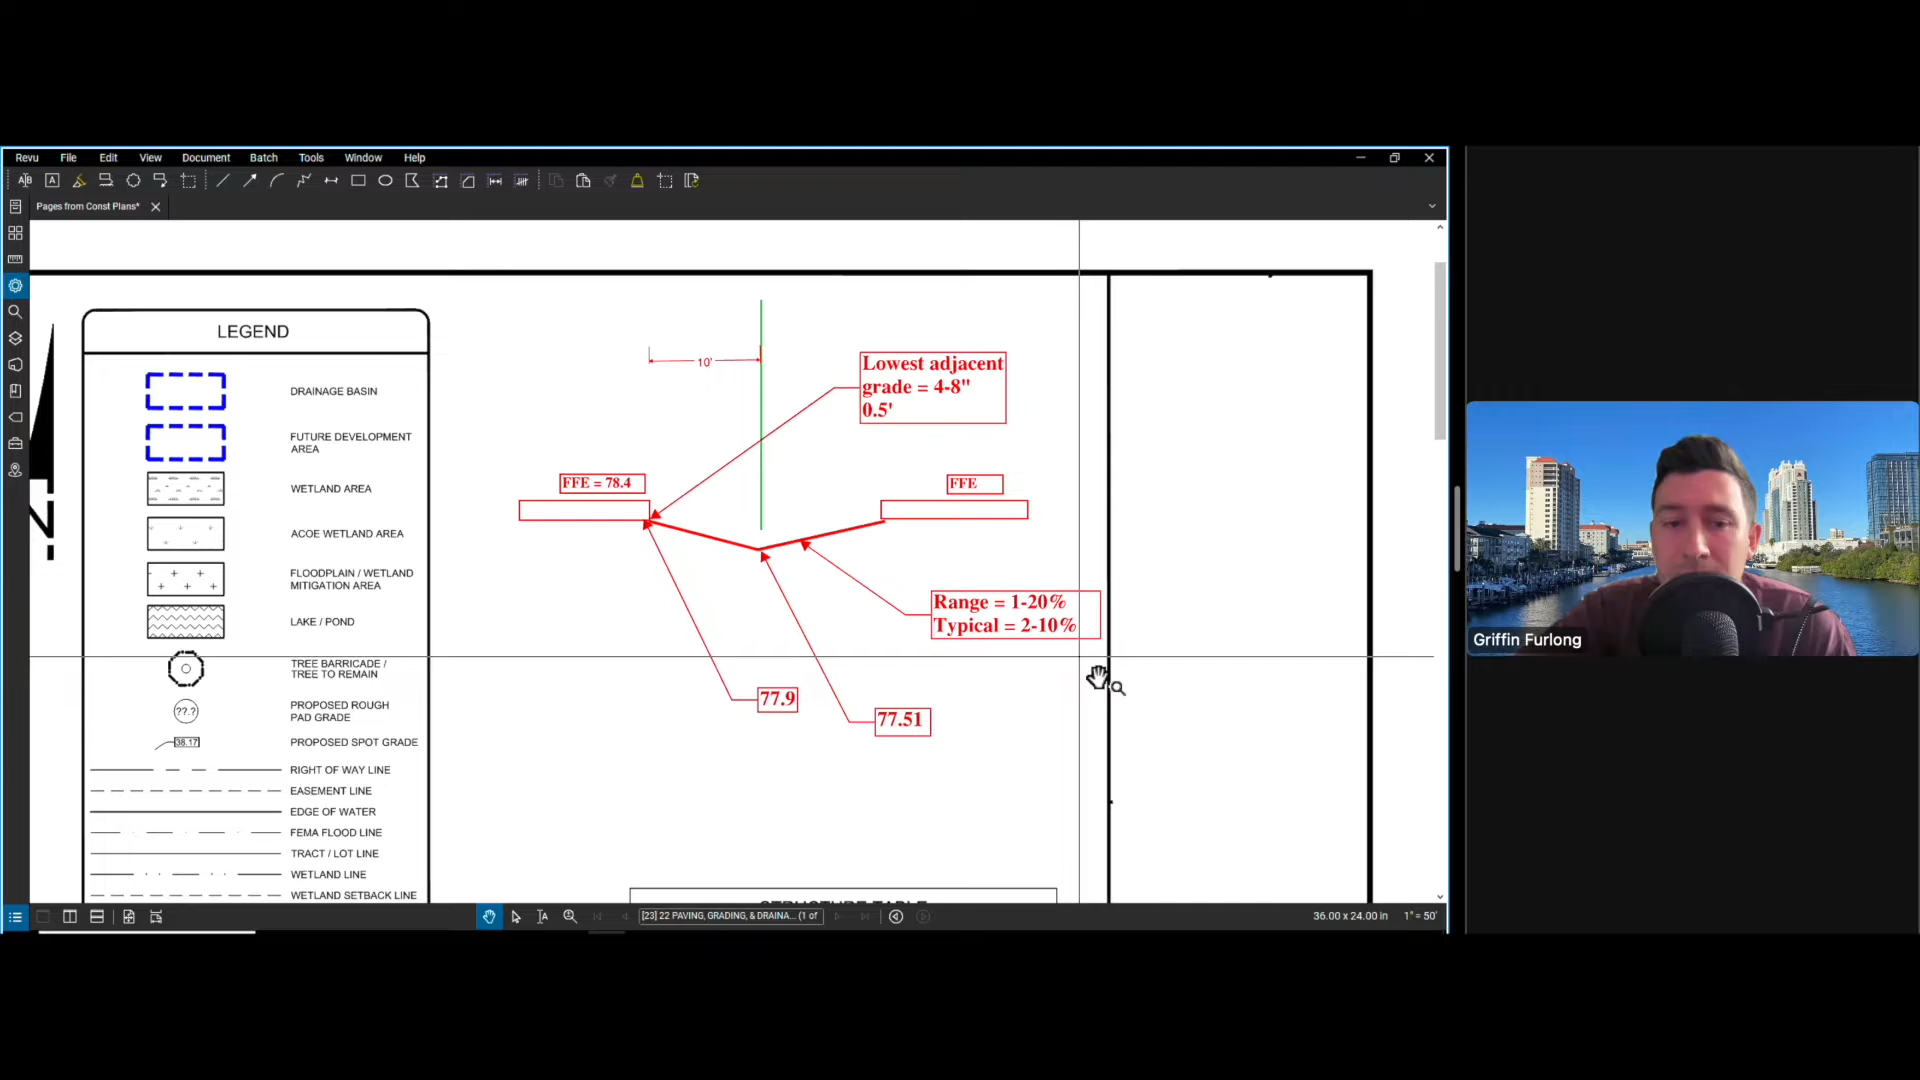 Revu File Edit View Document Batch Tools Window Help
Pages from Const Plans*
LEGEND
DRAINAGE BASIN
FUTURE DEVELOPMENT
AREA
WETLAND AREA
ACOE WETLAND AREA
FLOODPLAIN / WETLAND
MITIGATION AREA
LAKE / POND
TREE BARRICADE /
TREE TO REMAIN
??.?
PROPOSED ROUGH
PAD GRADE
38.17
PROPOSED SPOT GRADE
RIGHT OF WAY LINE
EASEMENT LINE
EDGE OF WATER
FEMA FLOOD LINE
TRACT / LOT LINE
WETLAND LINE
WETLAND SETBACK LINE
N
10'
Lowest adjacent
grade = 4-8"
0.5'
FFE = 78.4
FFE
Range = 1-20%
Typical = 2-10%
77.9
77.51
Griffin Furlong
[23] 22 PAVING, GRADING, & DRAINA... (1 of
36.00 x 24.00 in
1" = 50'